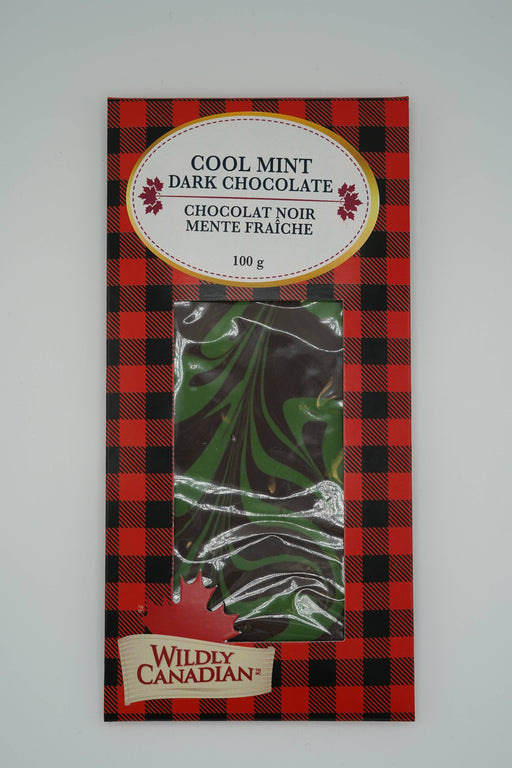 COOL MINT
DARK CHOCOLATE
CHOCOLAT NOIR
MENTE FRAÎCHE
100 g
WILDLY
CANADIAN